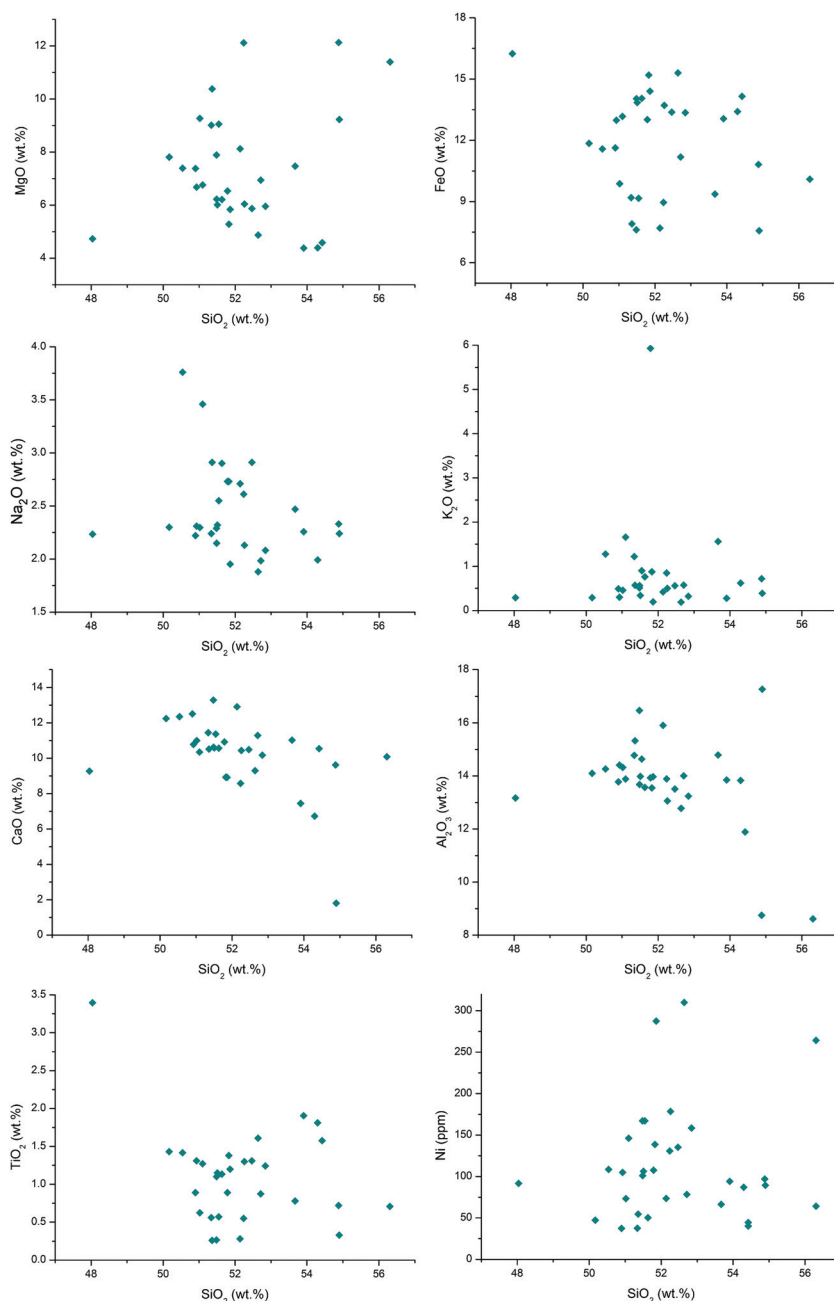 12
10
8
6
4
MgO (wt.%)
48 50 52 54 56
SiO2 (wt.%)
18
15
12
9
6
FeO (wt.%)
48 50 52 54 56
SiO2 (wt.%)
4.0
3.5
3.0
2.5
2.0
1.5
Na2O (wt.%)
48 50 52 54 56
SiO2 (wt.%)
6
5
4
3
2
1
0
K2O (wt.%)
48 50 52 54 56
SiO2 (wt.%)
14
12
10
8
6
4
2
0
CaO (wt.%)
48 50 52 54 56
SiO2 (wt.%)
18
16
14
12
10
8
Al2O3 (wt.%)
48 50 52 54 56
SiO2 (wt.%)
3.5
3.0
2.5
2.0
1.5
1.0
0.5
0.0
TiO2 (wt.%)
48 50 52 54 56
SiO2 (wt.%)
300
250
200
150
100
50
0
Ni (ppm)
48 50 52 54 56
SiO2 (wt.%)